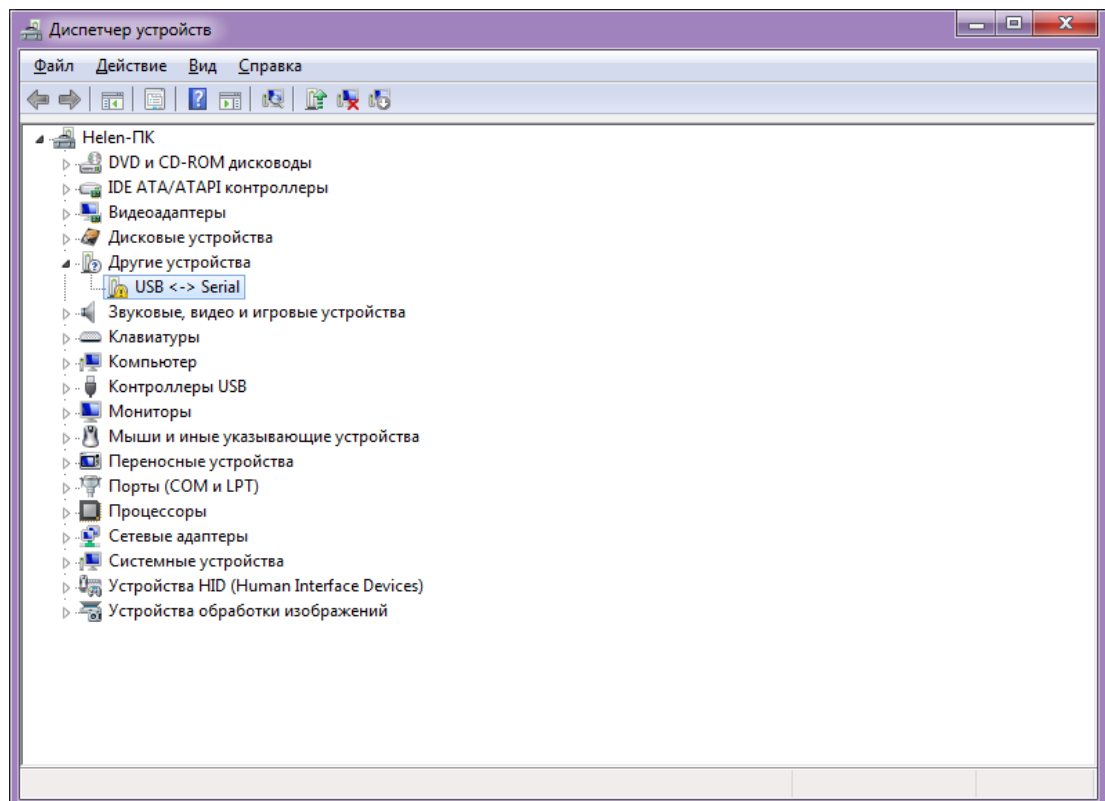 Диспетчер устройств
Файл Действие Вид Справка
Helen-ПК
DVD и CD-ROM дисководы
IDE ATA/ATAPI контроллеры
Видеоадаптеры
Дисковые устройства
Другие устройства
USB <-> Serial
Звуковые, видео и игровые устройства
Клавиатуры
Компьютер
Контроллеры USB
Мониторы
Мыши и иные указывающие устройства
Переносные устройства
Порты (COM и LPT)
Процессоры
Сетевые адаптеры
Системные устройства
Устройства HID (Human Interface Devices)
Устройства обработки изображений